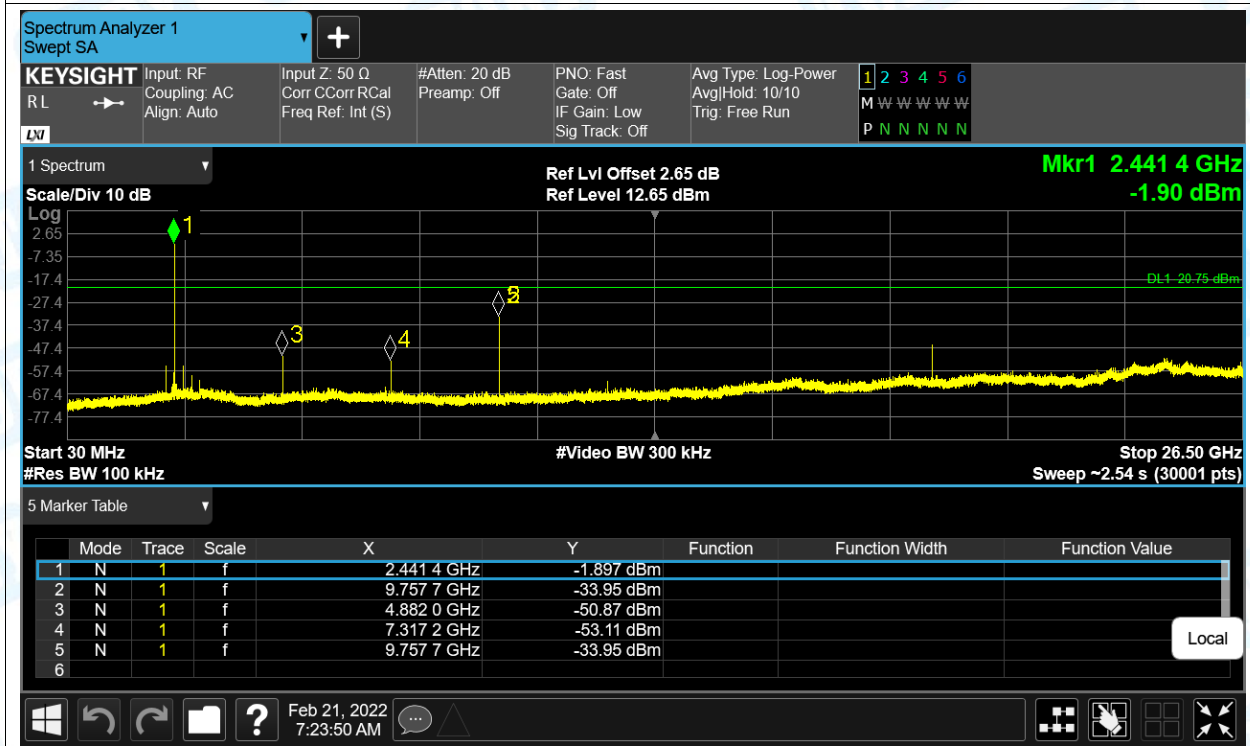 Spectrum Analyzer 1
Swept SA
KEYSIGHT
R L
LXI
Input: RF
Coupling: AC
Align: Auto
Input Z: 50 Ω
Corr CCorr RCal
Freq Ref: Int (S)
#Atten: 20 dB
Preamp: Off
PNO: Fast
Gate: Off
IF Gain: Low
Sig Track: Off
Avg Type: Log-Power
Avg|Hold: 10/10
Trig: Free Run
1 2 3 4 5 6
M W W W W W
P N N N N N
1 Spectrum
Scale/Div 10 dB
Ref Lvl Offset 2.65 dB
Ref Level 12.65 dBm
Mkr1 2.441 4 GHz
-1.90 dBm
Log
2.65
-7.35
-17.4
-27.4
-37.4
-47.4
-57.4
-67.4
-77.4
1
3
4
DL1 -20.75 dBm
Start 30 MHz
#Video BW 300 kHz
Stop 26.50 GHz
#Res BW 100 kHz
Sweep ~2.54 s (30001 pts)
5 Marker Table
Mode Trace Scale X Y Function Function Width Function Value
1 N 1 f 2.441 4 GHz -1.897 dBm
2 N 1 f 9.757 7 GHz -33.95 dBm
3 N 1 f 4.882 0 GHz -50.87 dBm
4 N 1 f 7.317 2 GHz -53.11 dBm
5 N 1 f 9.757 7 GHz -33.95 dBm
6
Local
?
Feb 21, 2022
7:23:50 AM